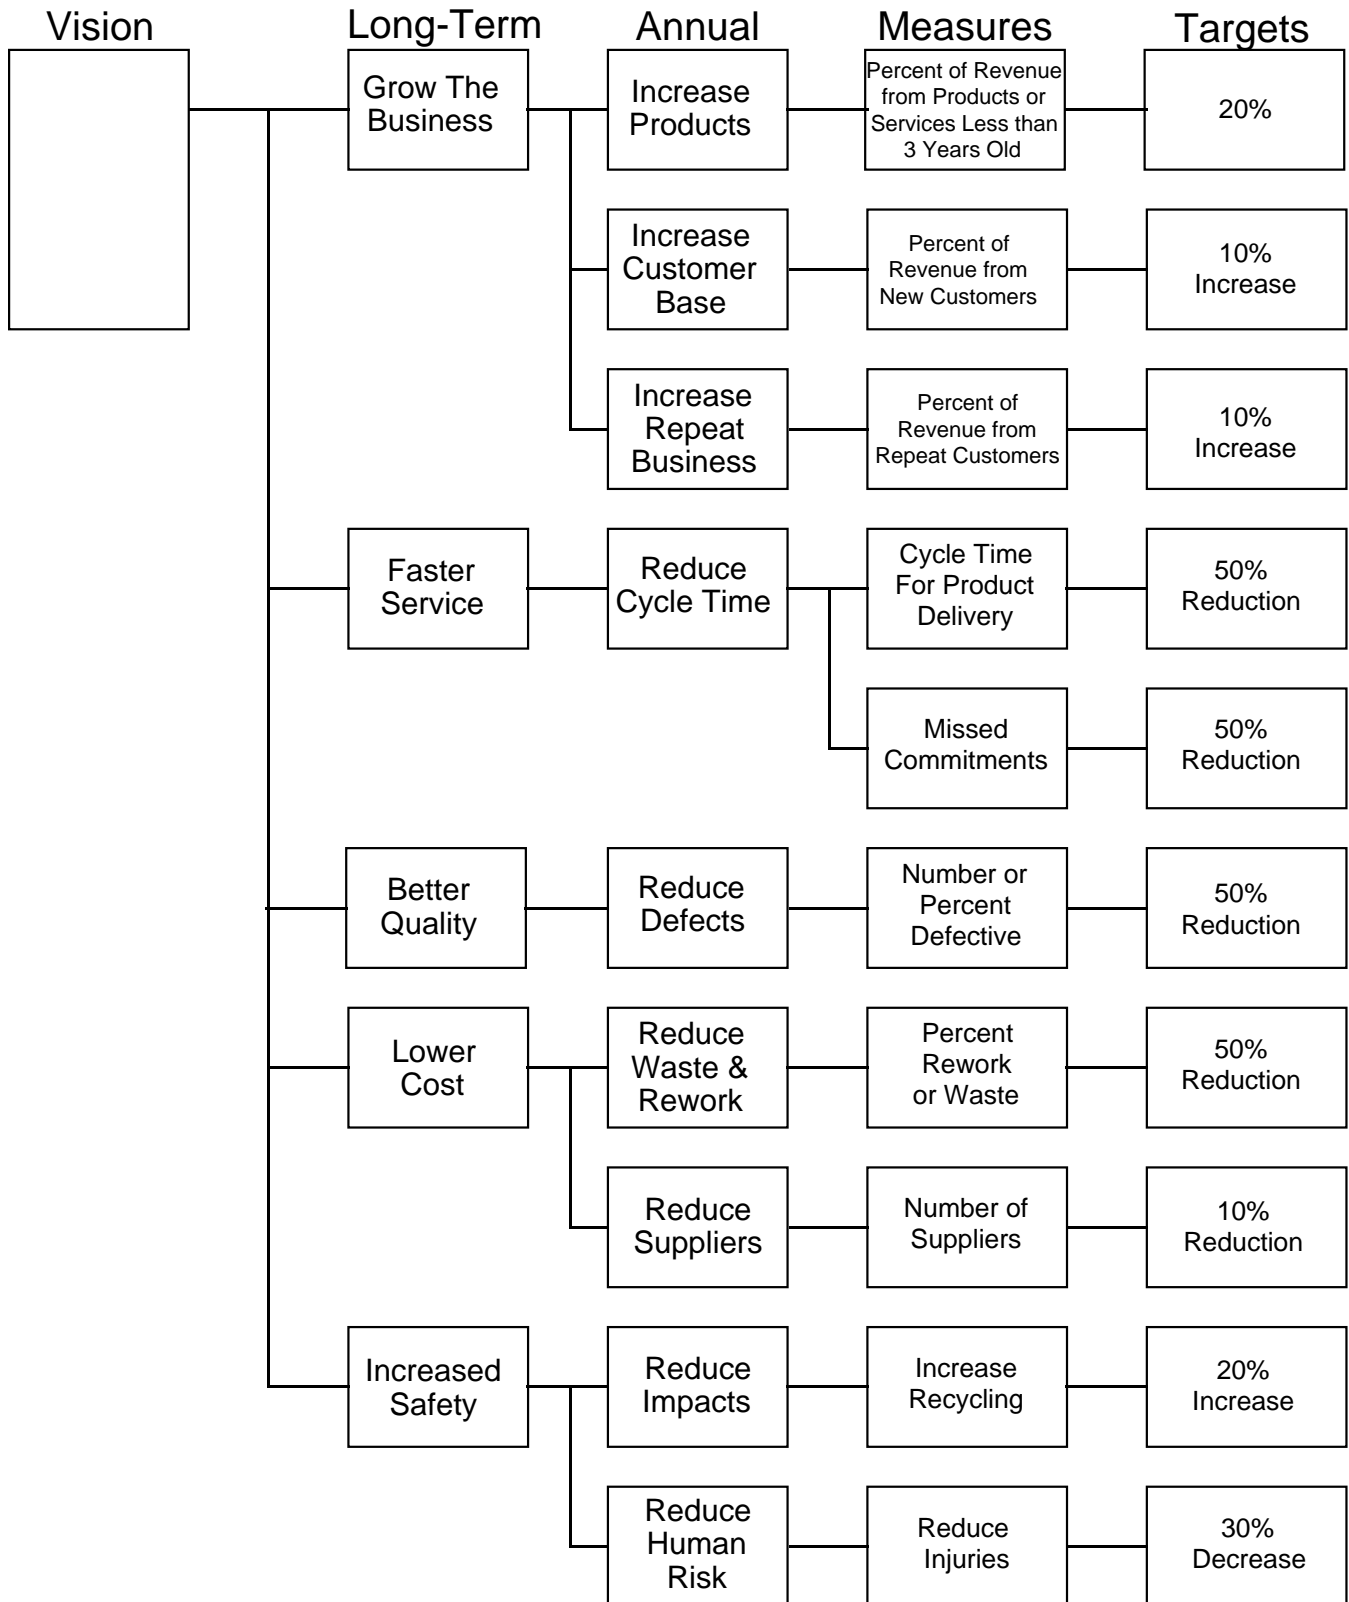 Vision
Long-Term
Annual
Measures
Targets
Grow The
Business
Increase
Products
Percent of Revenue
from Products or
Services Less than
3 Years Old
20%
Increase
Customer
Base
Percent of
Revenue from
New Customers
10%
Increase
Increase
Repeat
Business
Percent of
Revenue from
Repeat Customers
10%
Increase
Faster
Service
Reduce
Cycle Time
Cycle Time
For Product
Delivery
50%
Reduction
Missed
Commitments
50%
Reduction
Better
Quality
Reduce
Defects
Number or
Percent
Defective
50%
Reduction
Lower
Cost
Reduce
Waste &
Rework
Percent
Rework
or Waste
50%
Reduction
Reduce
Suppliers
Number of
Suppliers
10%
Reduction
Increased
Safety
Reduce
Impacts
Increase
Recycling
20%
Increase
Reduce
Human
Risk
Reduce
Injuries
30%
Decrease